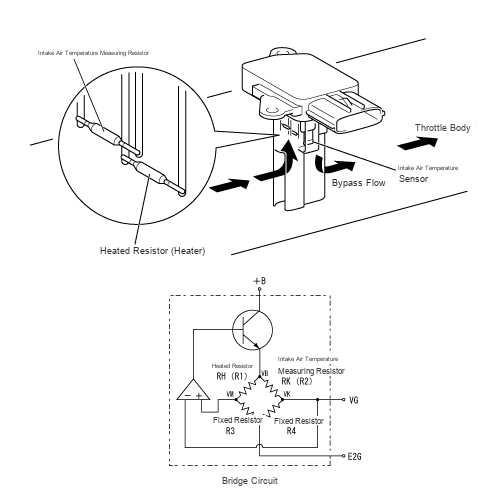 Intake Air Temperature Measuring Resistor
Throttle Body
Intake Air Temperature
Sensor
Bypass Flow
Heated Resistor (Heater)
+B
Heated Resistor
RH (R1)
VB
Intake Air Temperature
Measuring Resistor
RK (R2)
- +
VM
VK
VG
Fixed Resistor
R3
Fixed Resistor
R4
E2G
Bridge Circuit